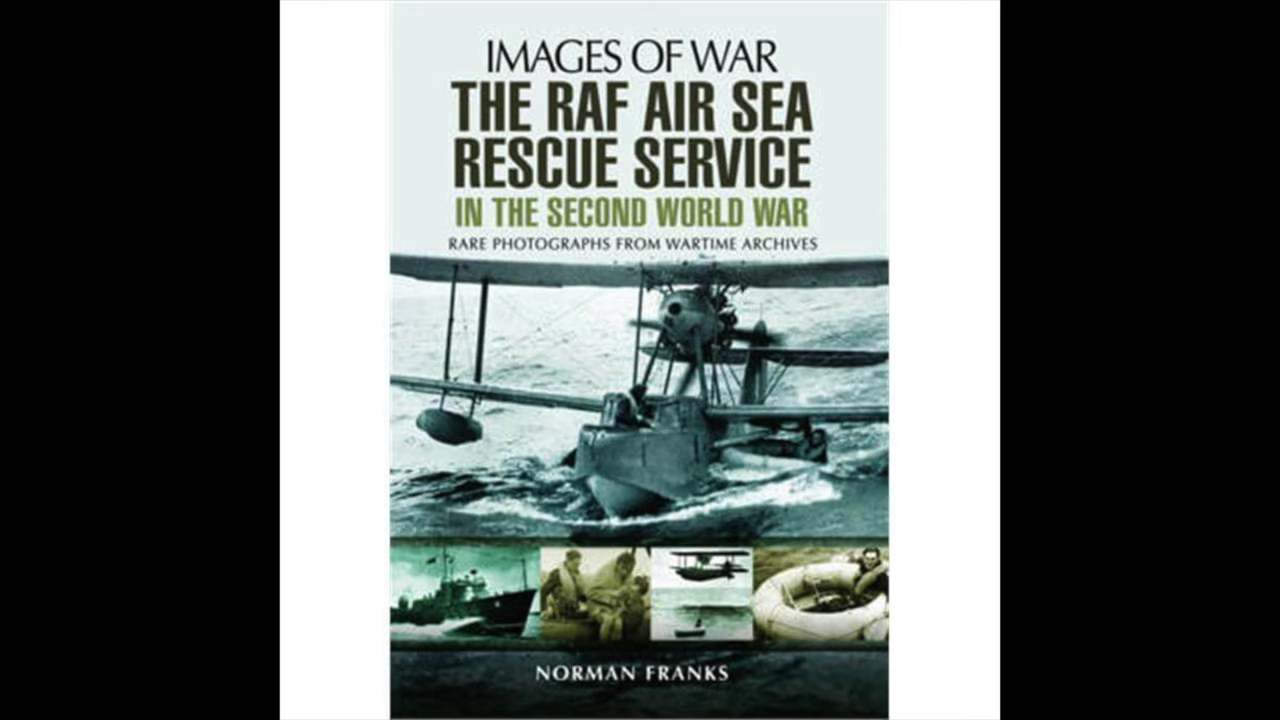 IMAGES OF WAR
THE RAF AIR SEA
RESCUE SERVICE
IN THE SECOND WORLD WAR
RARE PHOTOGRAPHS FROM WARTIME ARCHIVES
NORMAN FRANKS